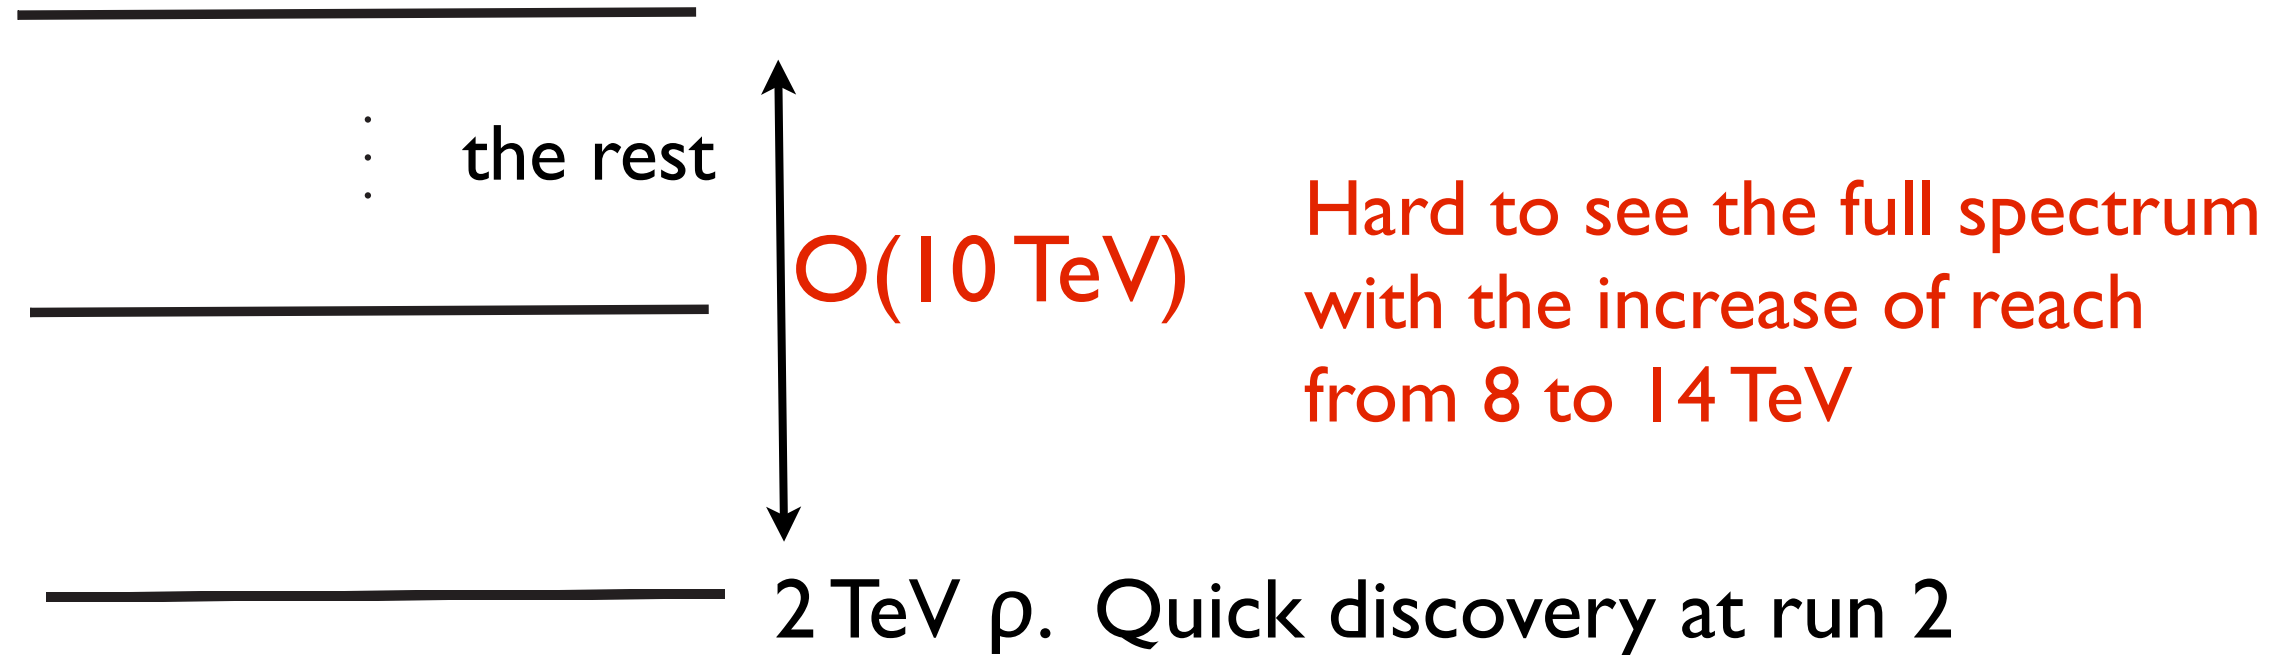 the rest
O(10 TeV)
Hard to see the full spectrum
with the increase of reach
from 8 to 14 TeV
2 TeV ρ. Quick discovery at run 2